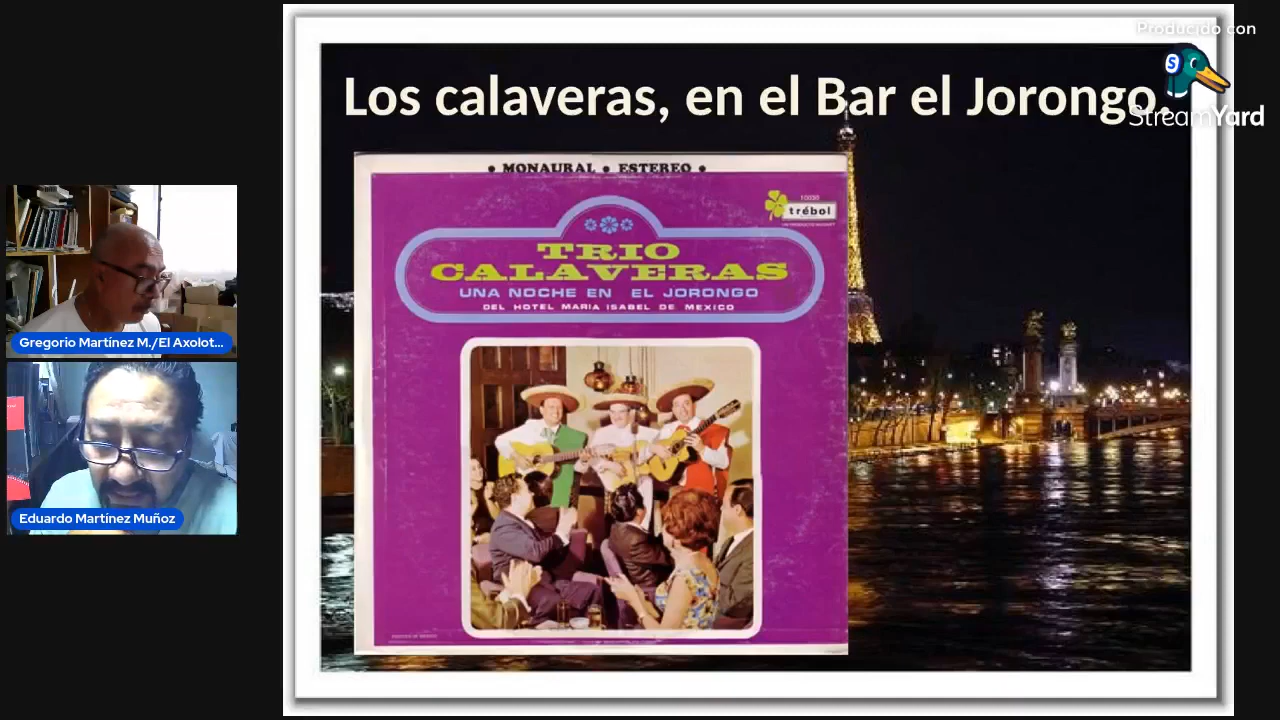 Producido con
StreamYard
Los calaveras, en el Bar el Jorongo.
• MONAURAL • ESTEREO •
10030
trébol
TRIO
CALAVERAS
UNA NOCHE EN EL JORONGO
DEL HOTEL MARIA ISABEL DE MEXICO
Gregorio Martínez M./El Axolot...
Eduardo Martínez Muñoz